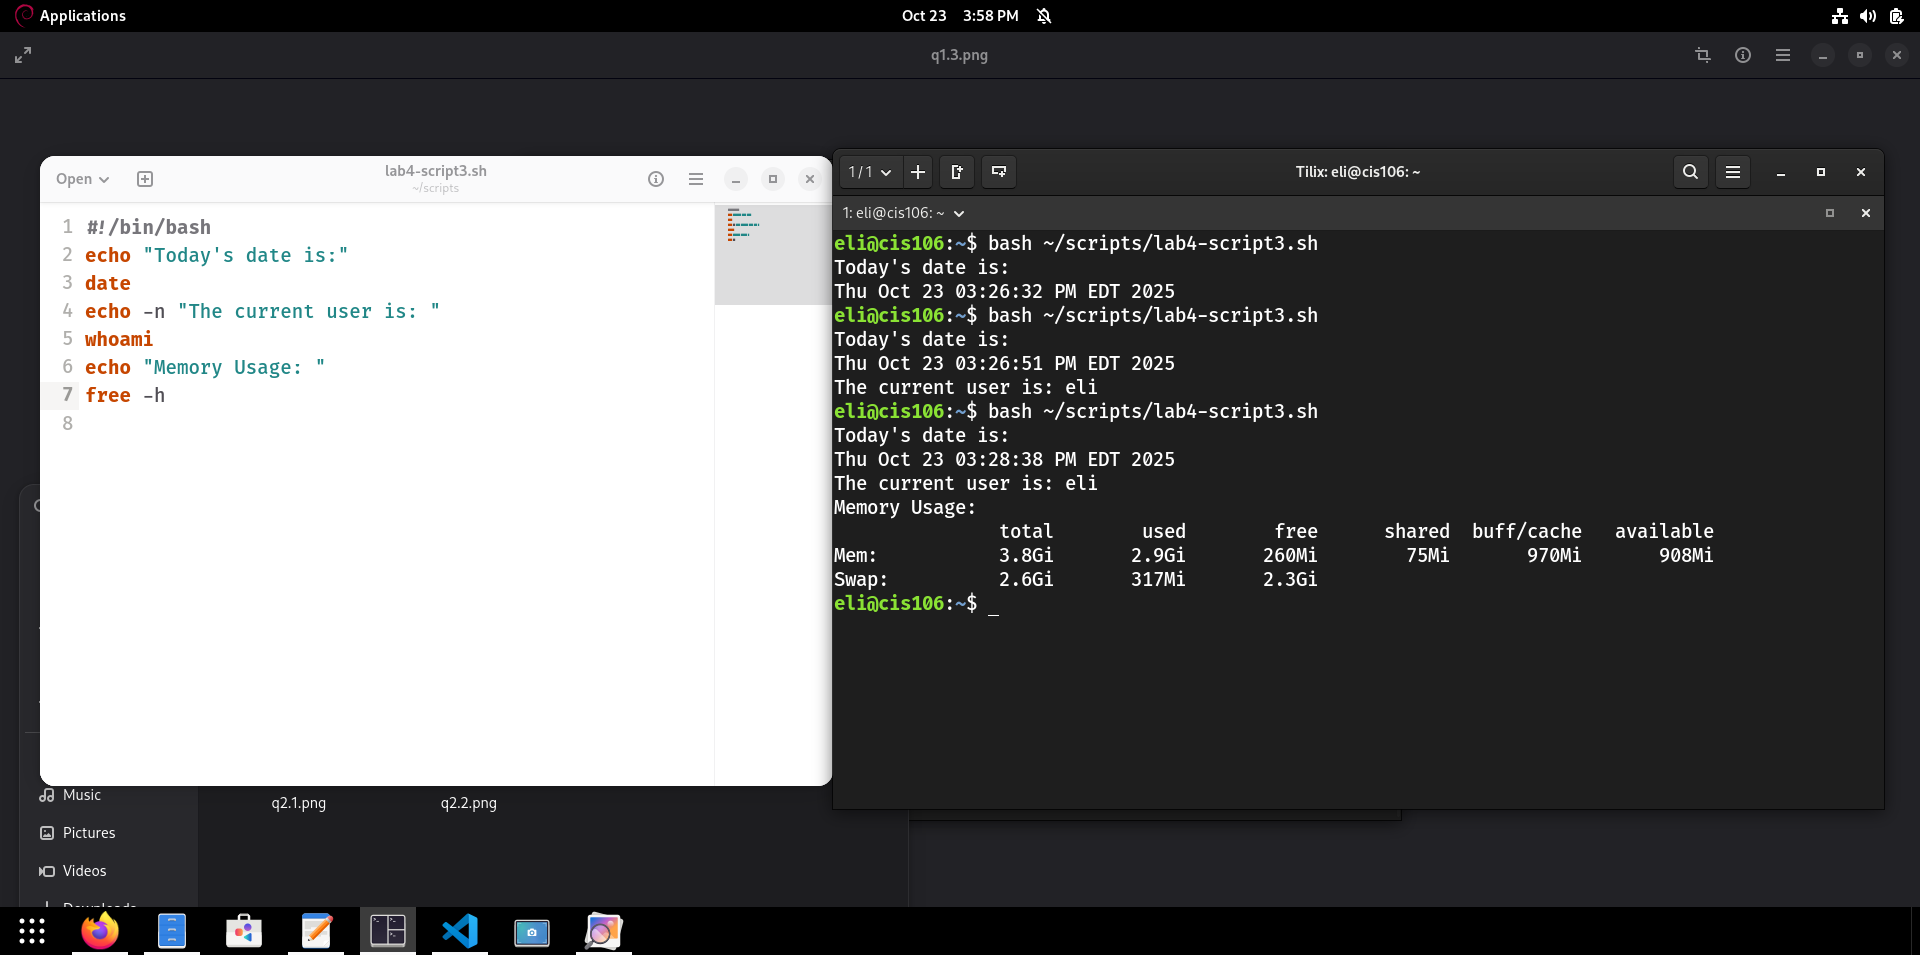 Applications
Oct 23 3:58 PM
q1.3.png
Open
lab4-script3.sh
~/scripts
1 #!/bin/bash
2 echo "Today's date is:"
3 date
4 echo -n "The current user is: "
5 whoami
6 echo "Memory Usage: "
7 free -h
8
1 / 1
Tilix: eli@cis106: ~
1: eli@cis106: ~
eli@cis106:~$ bash ~/scripts/lab4-script3.sh
Today's date is:
Thu Oct 23 03:26:32 PM EDT 2025
eli@cis106:~$ bash ~/scripts/lab4-script3.sh
Today's date is:
Thu Oct 23 03:26:51 PM EDT 2025
The current user is: eli
eli@cis106:~$ bash ~/scripts/lab4-script3.sh
Today's date is:
Thu Oct 23 03:28:38 PM EDT 2025
The current user is: eli
Memory Usage:
total used free shared buff/cache available
Mem: 3.8Gi 2.9Gi 260Mi 75Mi 970Mi 908Mi
Swap: 2.6Gi 317Mi 2.3Gi
eli@cis106:~$ _
Music
Pictures
Videos
q2.1.png q2.2.png